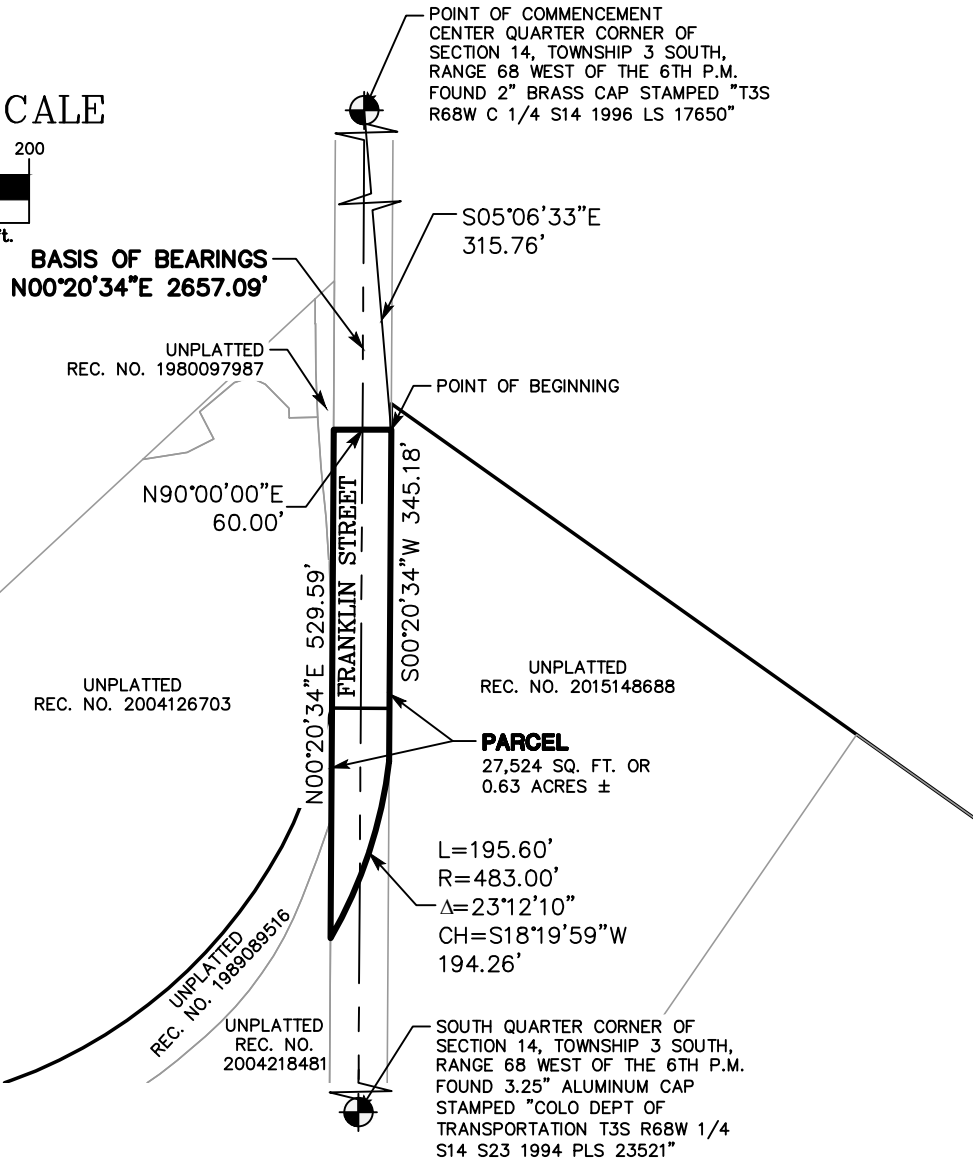 POINT OF COMMENCEMENT
CENTER QUARTER CORNER OF
SECTION 14, TOWNSHIP 3 SOUTH,
RANGE 68 WEST OF THE 6TH P.M.
FOUND 2" BRASS CAP STAMPED "T3S
R68W C 1/4 S14 1996 LS 17650"
CALE
200
ft.
S05°06'33"E
315.76'
BASIS OF BEARINGS
N00°20'34"E 2657.09'
UNPLATTED
REC. NO. 1980097987
POINT OF BEGINNING
N90°00'00"E
60.00'
FRANKLIN STREET
S00°20'34"W 345.18'
N00°20'34"E 529.59'
UNPLATTED
REC. NO. 2004126703
UNPLATTED
REC. NO. 2015148688
PARCEL
27,524 SQ. FT. OR
0.63 ACRES ±
L=195.60'
R=483.00'
Δ=23°12'10"
CH=S18°19'59"W
194.26'
UNPLATTED
REC. NO. 1989089516
UNPLATTED
REC. NO.
2004218481
SOUTH QUARTER CORNER OF
SECTION 14, TOWNSHIP 3 SOUTH,
RANGE 68 WEST OF THE 6TH P.M.
FOUND 3.25" ALUMINUM CAP
STAMPED "COLO DEPT OF
TRANSPORTATION T3S R68W 1/4
S14 S23 1994 PLS 23521"